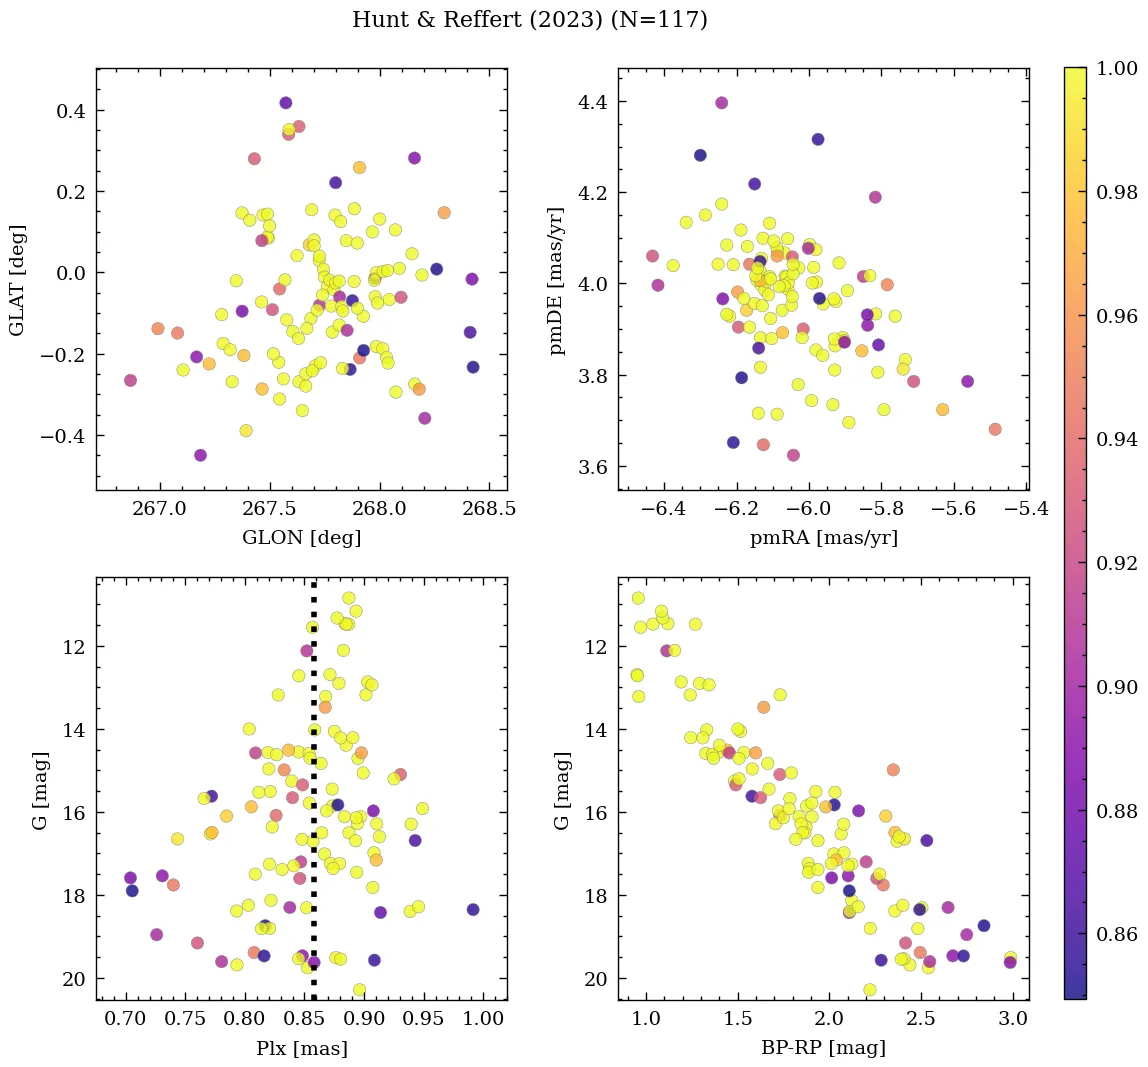 Hunt & Reffert (2023) (N=117)
0.4
0.2
0.0
−0.2
−0.4
GLAT [deg]
267.0 267.5 268.0 268.5
GLON [deg]
4.4
4.2
4.0
3.8
3.6
pmDE [mas/yr]
−6.4 −6.2 −6.0 −5.8 −5.6 −5.4
pmRA [mas/yr]
1.00
0.98
0.96
0.94
0.92
0.90
0.88
0.86
12
14
16
18
20
G [mag]
0.70 0.75 0.80 0.85 0.90 0.95 1.00
Plx [mas]
12
14
16
18
20
G [mag]
1.0 1.5 2.0 2.5 3.0
BP-RP [mag]